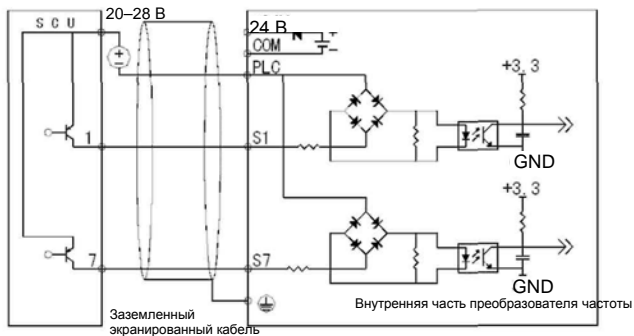 SCU
20–28 В
24 В
COM
PLC
+3, 3
1
S1
GND
+3, 3
7
S7
GND
Заземленный
экранированный кабель
Внутренняя часть преобразователя частоты